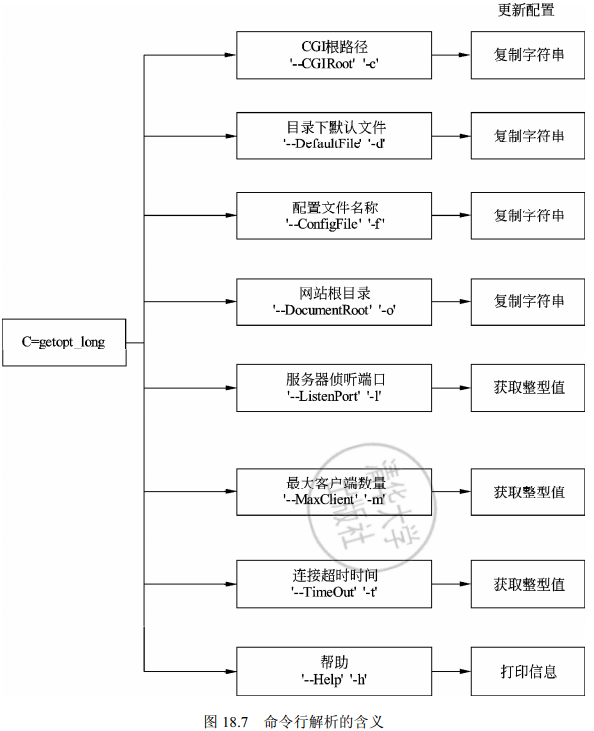 更新配置
CGI根路径
'--CGIRoot' '-c'
复制字符串
目录下默认文件
'--DefaultFile' '-d'
复制字符串
配置文件名称
'--ConfigFile' '-f'
复制字符串
网站根目录
'--DocumentRoot' '-o'
复制字符串
C=getopt_long
服务器侦听端口
'--ListenPort' '-l'
获取整型值
最大客户端数量
'--MaxClient' '-m'
获取整型值
连接超时时间
'--TimeOut' '-t'
获取整型值
帮助
'--Help' '-h'
打印信息
清华大学
出版社
图 18.7 命令行解析的含义